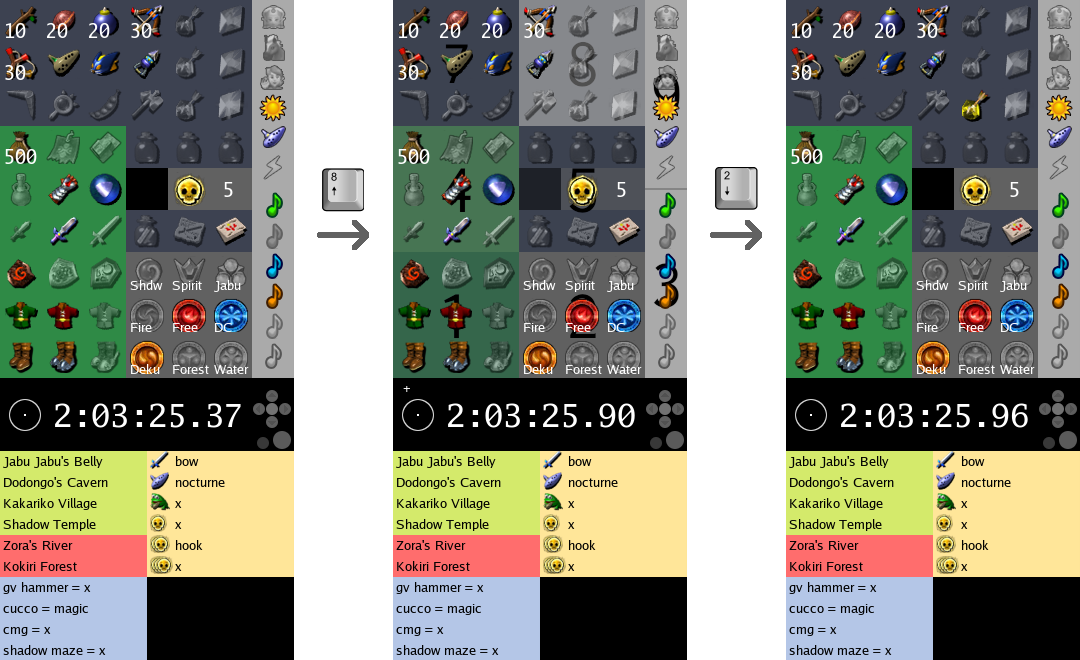 10 20 20 30
30
500
5
Shdw Spirit Jabu
Fire Free DC
Deku Forest Water
2:03:25.37
Jabu Jabu's Belly
Dodongo's Cavern
Kakariko Village
Shadow Temple
Zora's River
Kokiri Forest
gv hammer = x
cucco = magic
cmg = x
shadow maze = x
bow
nocturne
x
x
hook
x
8
↑
10 20 20 30
30
7 8 9
500
4 5
5
Shdw Spirit Jabu
3
Fire Free DC
1 2
Deku Forest Water
+
2:03:25.90
Jabu Jabu's Belly
Dodongo's Cavern
Kakariko Village
Shadow Temple
Zora's River
Kokiri Forest
gv hammer = x
cucco = magic
cmg = x
shadow maze = x
bow
nocturne
x
x
hook
x
2
↓
10 20 20 30
30
500
5
Shdw Spirit Jabu
Fire Free DC
Deku Forest Water
2:03:25.96
Jabu Jabu's Belly
Dodongo's Cavern
Kakariko Village
Shadow Temple
Zora's River
Kokiri Forest
gv hammer = x
cucco = magic
cmg = x
shadow maze = x
bow
nocturne
x
x
hook
x